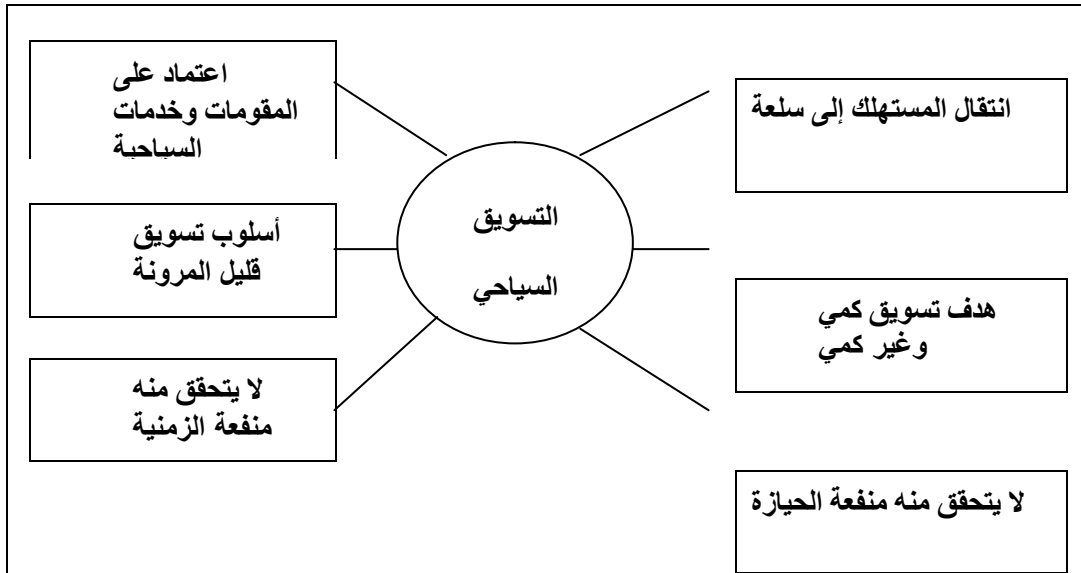 انتقال المستهلك إلى سلعة
هدف تسويق كمي
وغير كمي
لا يتحقق منه منفعة الحيازة
التسويق
السياحي
اعتماد على
المقومات وخدمات
السياحية
أسلوب تسويق
قليل المرونة
لا يتحقق منه
منفعة الزمنية